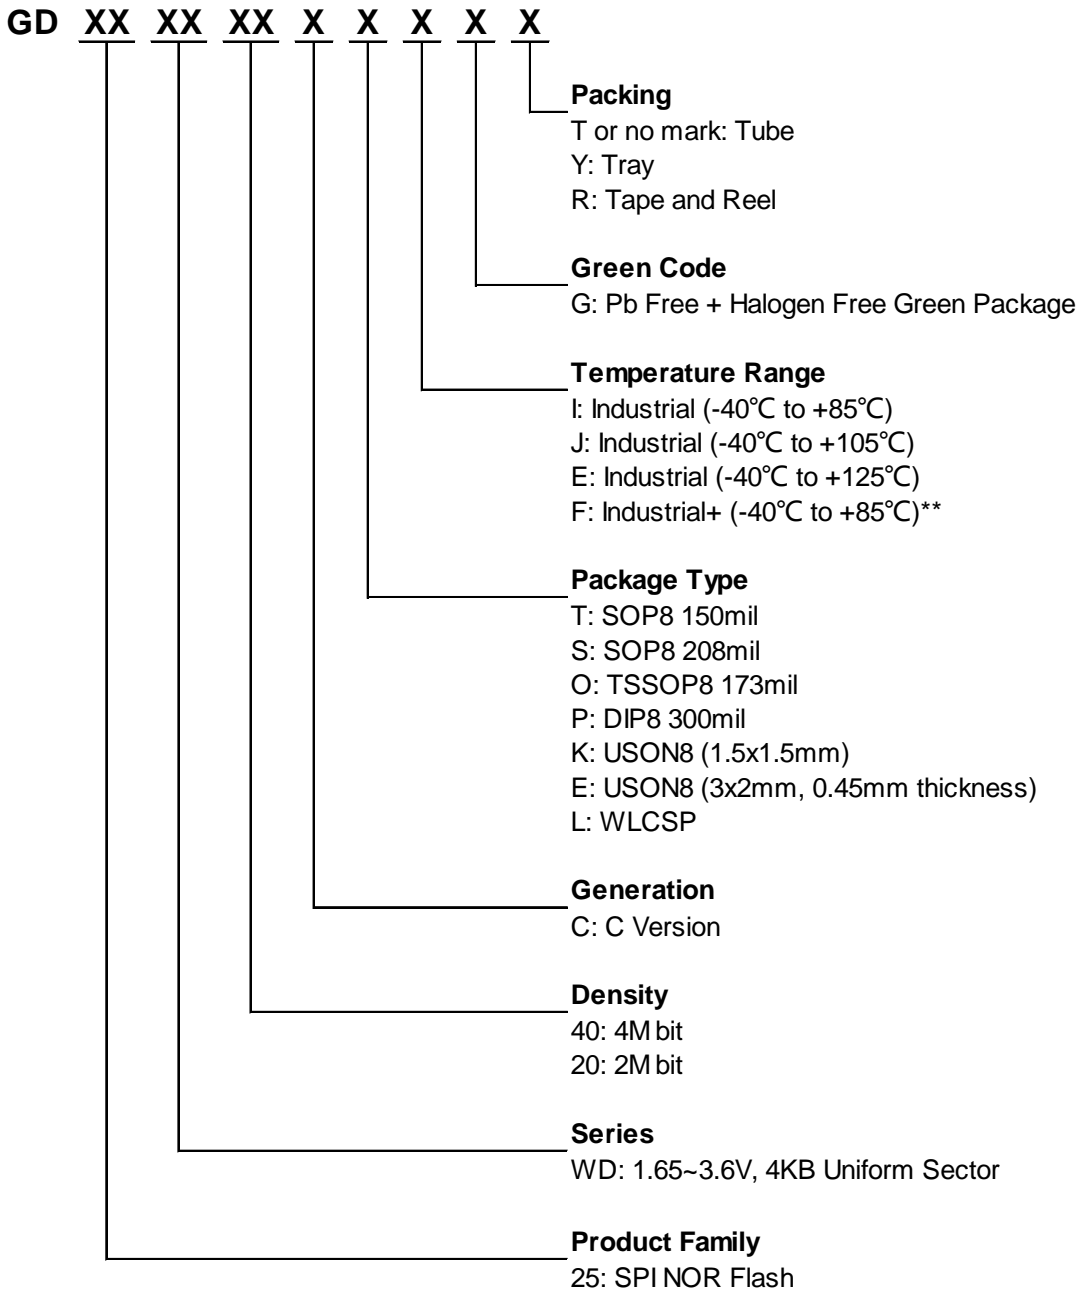 GD XX XX XX X X X X X
Packing
T or no mark: Tube
Y: Tray
R: Tape and Reel
Green Code
G: Pb Free + Halogen Free Green Package
Temperature Range
I: Industrial (-40℃ to +85℃)
J: Industrial (-40℃ to +105℃)
E: Industrial (-40℃ to +125℃)
F: Industrial+ (-40℃ to +85℃)**
Package Type
T: SOP8 150mil
S: SOP8 208mil
O: TSSOP8 173mil
P: DIP8 300mil
K: USON8 (1.5x1.5mm)
E: USON8 (3x2mm, 0.45mm thickness)
L: WLCSP
Generation
C: C Version
Density
40: 4M bit
20: 2M bit
Series
WD: 1.65~3.6V, 4KB Uniform Sector
Product Family
25: SPI NOR Flash